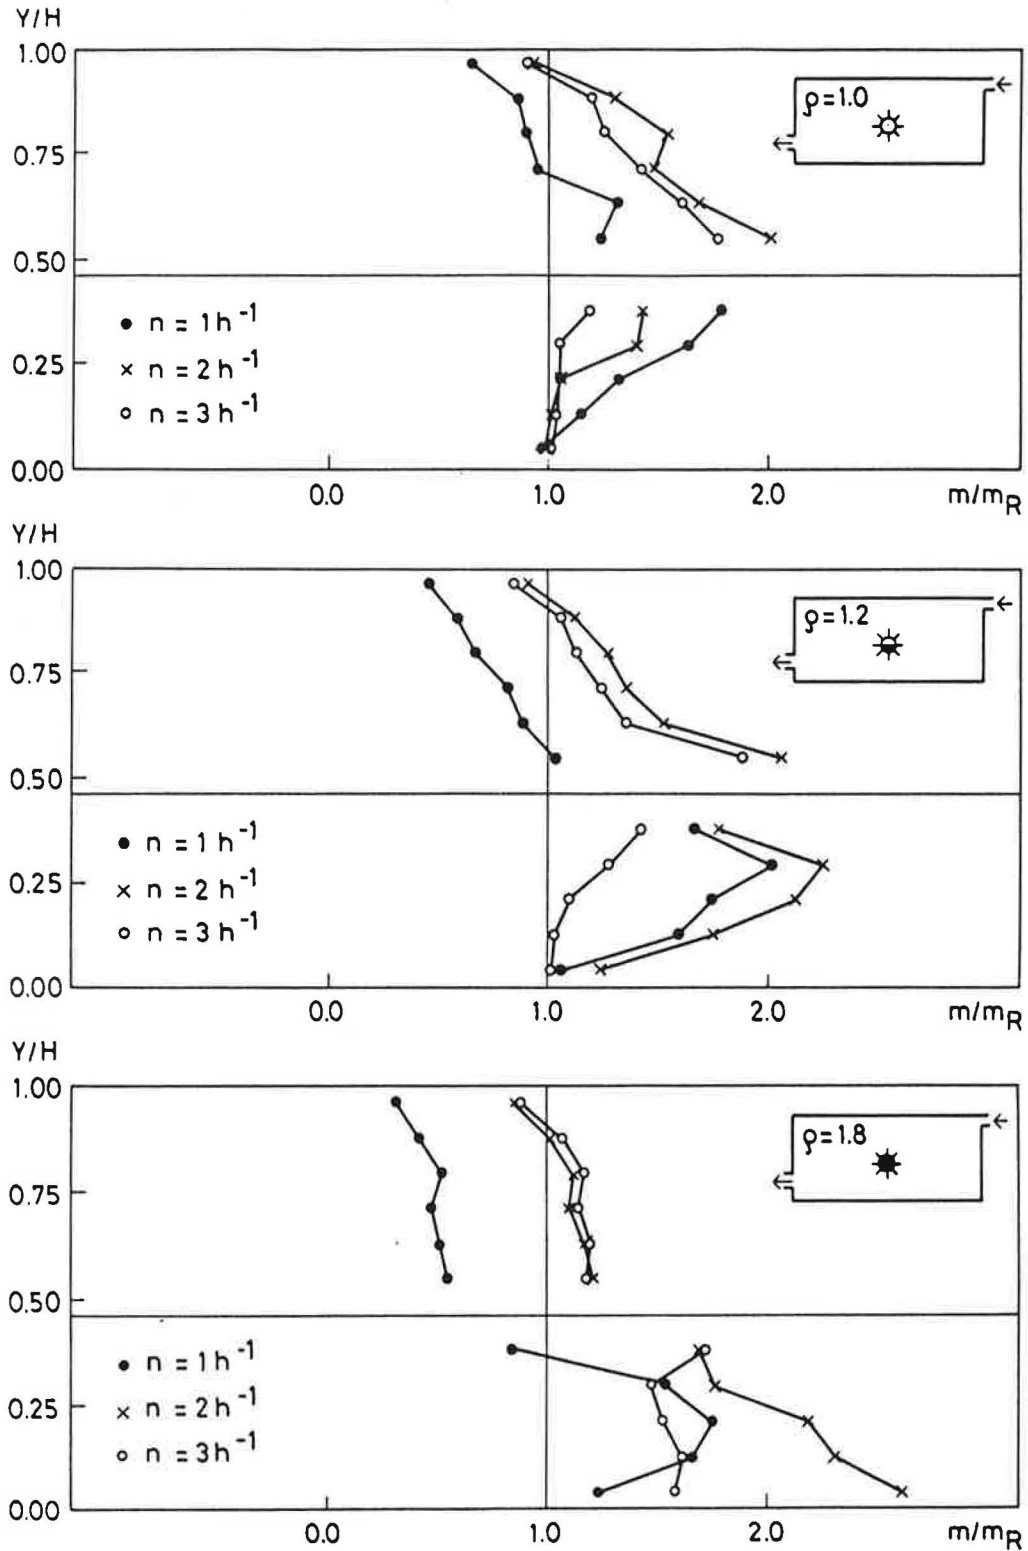 Y/H
1.00
ρ=1.0
0.75
0.50
n = 1 h⁻¹
n = 2 h⁻¹
0.25
n = 3 h⁻¹
0.00
0.0 1.0 2.0 m/mR
Y/H
1.00
ρ=1.2
0.75
0.50
n = 1 h⁻¹
0.25
n = 2 h⁻¹
n = 3 h⁻¹
0.00
0.0 1.0 2.0 m/mR
Y/H
1.00
ρ=1.8
0.75
0.50
n = 1 h⁻¹
0.25
n = 2 h⁻¹
n = 3 h⁻¹
0.00
0.0 1.0 2.0 m/mR